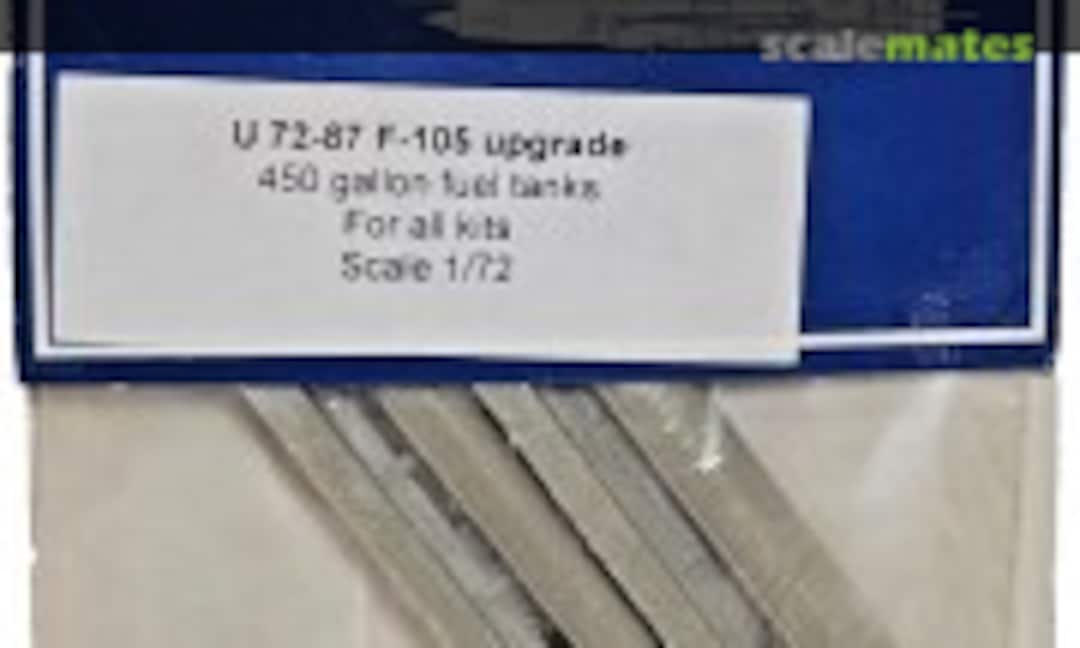 scalemates
U 72-87 F-105 upgrade
450 gallon fuel tanks
For all kits
Scale 1/72